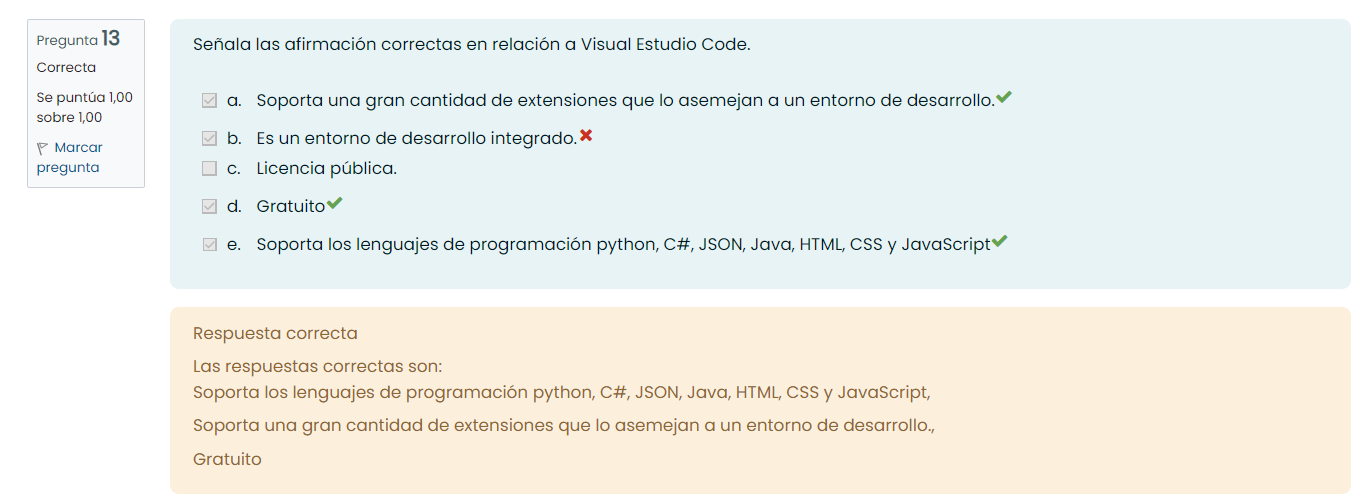 Pregunta 13
Correcta
Se puntúa 1,00
sobre 1,00
Marcar
pregunta
Señala las afirmación correctas en relación a Visual Estudio Code.
a. Soporta una gran cantidad de extensiones que lo asemejan a un entorno de desarrollo.
b. Es un entorno de desarrollo integrado.
c. Licencia pública.
d. Gratuito
e. Soporta los lenguajes de programación python, C#, JSON, Java, HTML, CSS y JavaScript
Respuesta correcta
Las respuestas correctas son:
Soporta los lenguajes de programación python, C#, JSON, Java, HTML, CSS y JavaScript,
Soporta una gran cantidad de extensiones que lo asemejan a un entorno de desarrollo.,
Gratuito